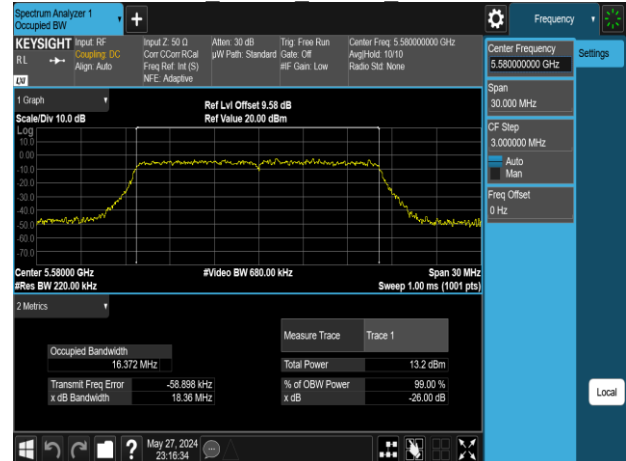 Spectrum Analyzer 1
Occupied BW
Frequency
KEYSIGHT
RL
LXI
Input: RF
Coupling: DC
Align: Auto
Input Z: 50 Ω
Corr CCorr RCal
Freq Ref: Int (S)
NFE: Adaptive
Atten: 30 dB
µW Path: Standard
Trig: Free Run
Gate: Off
#IF Gain: Low
Center Freq: 5.580000000 GHz
Avg|Hold: 10/10
Radio Std: None
Center Frequency
5.580000000 GHz
Settings
Span
30.000 MHz
CF Step
3.000000 MHz
Auto
Man
Freq Offset
0 Hz
Local
1 Graph
Scale/Div 10.0 dB
Ref Lvl Offset 9.58 dB
Ref Value 20.00 dBm
Log
10.0
0.00
-10.0
-20.0
-30.0
-40.0
-50.0
-60.0
-70.0
Center 5.58000 GHz
#Video BW 680.00 kHz
Span 30 MHz
#Res BW 220.00 kHz
Sweep 1.00 ms (1001 pts)
2 Metrics
Measure Trace Trace 1
Occupied Bandwidth
16.372 MHz
Total Power 13.2 dBm
Transmit Freq Error -58.898 kHz
% of OBW Power 99.00 %
x dB Bandwidth 18.36 MHz
x dB -26.00 dB
?
May 27, 2024
23:16:34